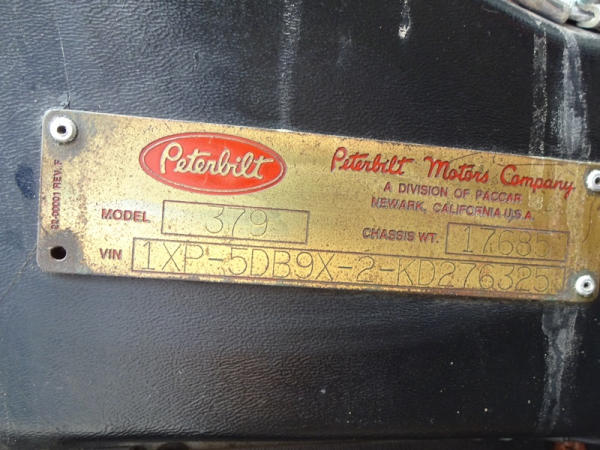 Peterbilt
Peterbilt Motors Company
A DIVISION OF PACCAR
NEWARK, CALIFORNIA U.S.A.
MODEL 379
CHASSIS WT. 17685
VIN 1XP-5DB9X-2-KD276325